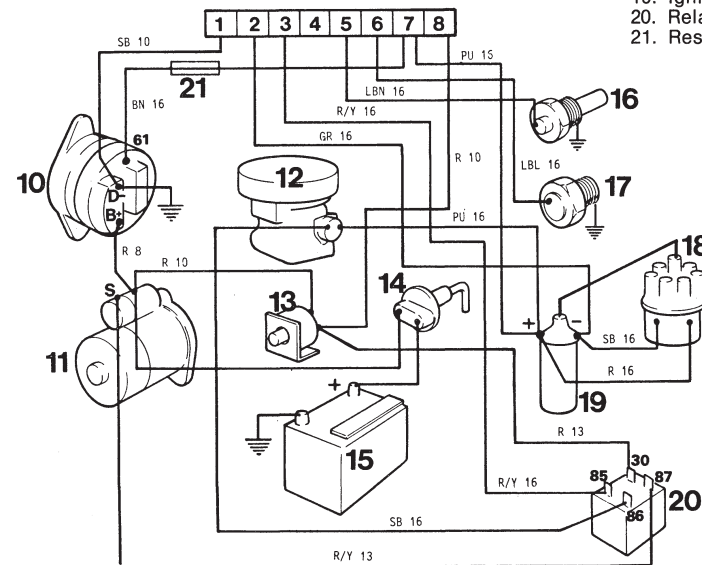 19. Igni
20. Rela
21. Res
1 2 3 4 5 6 7 8
SB 10
PU 15
21
LBN 16
16
BN 16
R/Y 16
61
GR 16
12
R 10
LBL 16
17
10
D-
B+
PU 16
18
R 8
R 10
S
14
13
+
−
11
SB 16
R 16
+
19
15
R 13
R/Y 16
85
30
87
20
86
SB 16
R/Y 13